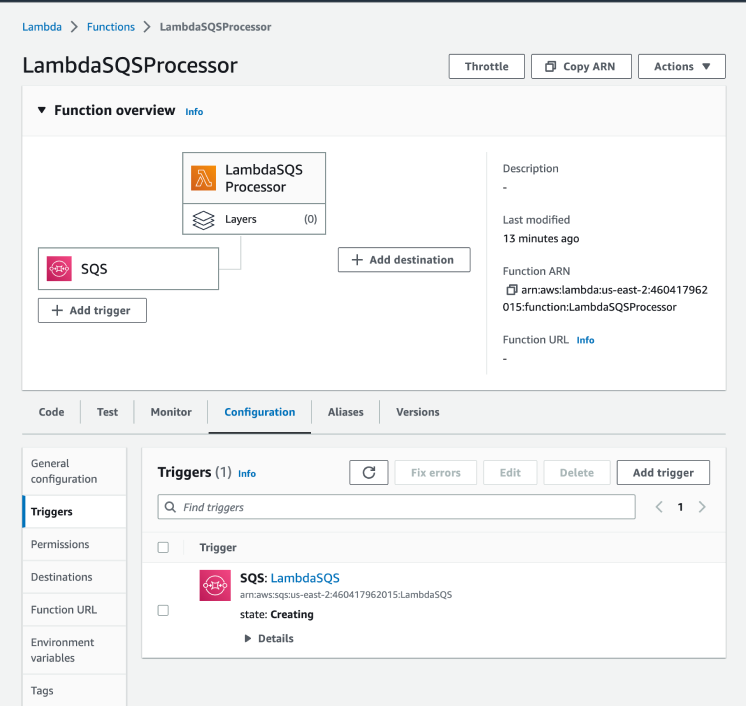 Lambda > Functions > LambdaSQSProcessor
LambdaSQSProcessor
Throttle
Copy ARN
Actions
Function overview Info
LambdaSQS
Processor
Layers (0)
SQS
Add trigger
Add destination
Description
-
Last modified
13 minutes ago
Function ARN
arn:aws:lambda:us-east-2:460417962
015:function:LambdaSQSProcessor
Function URL Info
-
Code
Test
Monitor
Configuration
Aliases
Versions
General
configuration
Triggers
Permissions
Destinations
Function URL
Environment
variables
Tags
Triggers (1) Info
Fix errors
Edit
Delete
Add trigger
Find triggers
1
Trigger
SQS: LambdaSQS
arn:aws:sqs:us-east-2:460417962015:LambdaSQS
state: Creating
Details